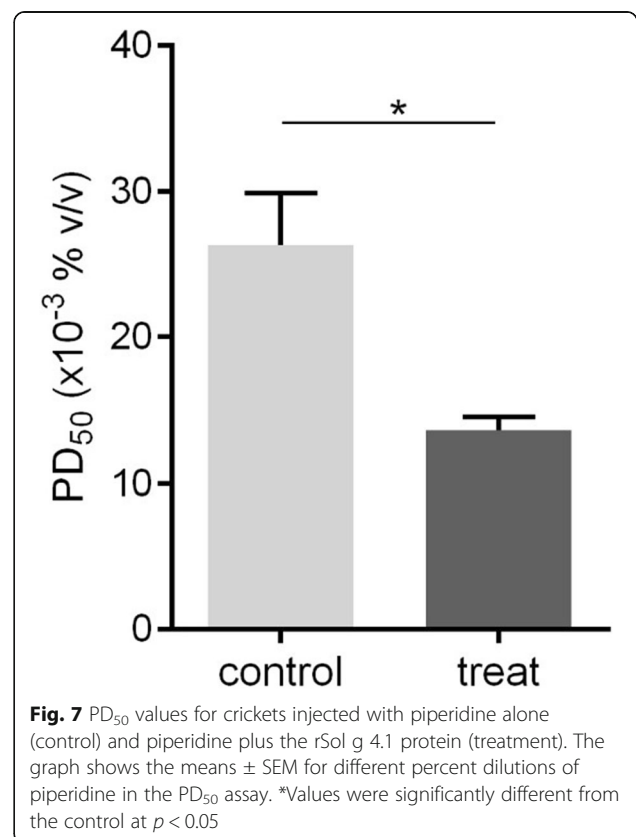 40
*
30
20
10
0
PD₅₀ (x10⁻³ % v/v)
control treat
Fig. 7 PD₅₀ values for crickets injected with piperidine alone
(control) and piperidine plus the rSol g 4.1 protein (treatment). The
graph shows the means ± SEM for different percent dilutions of
piperidine in the PD₅₀ assay. *Values were significantly different from
the control at p < 0.05